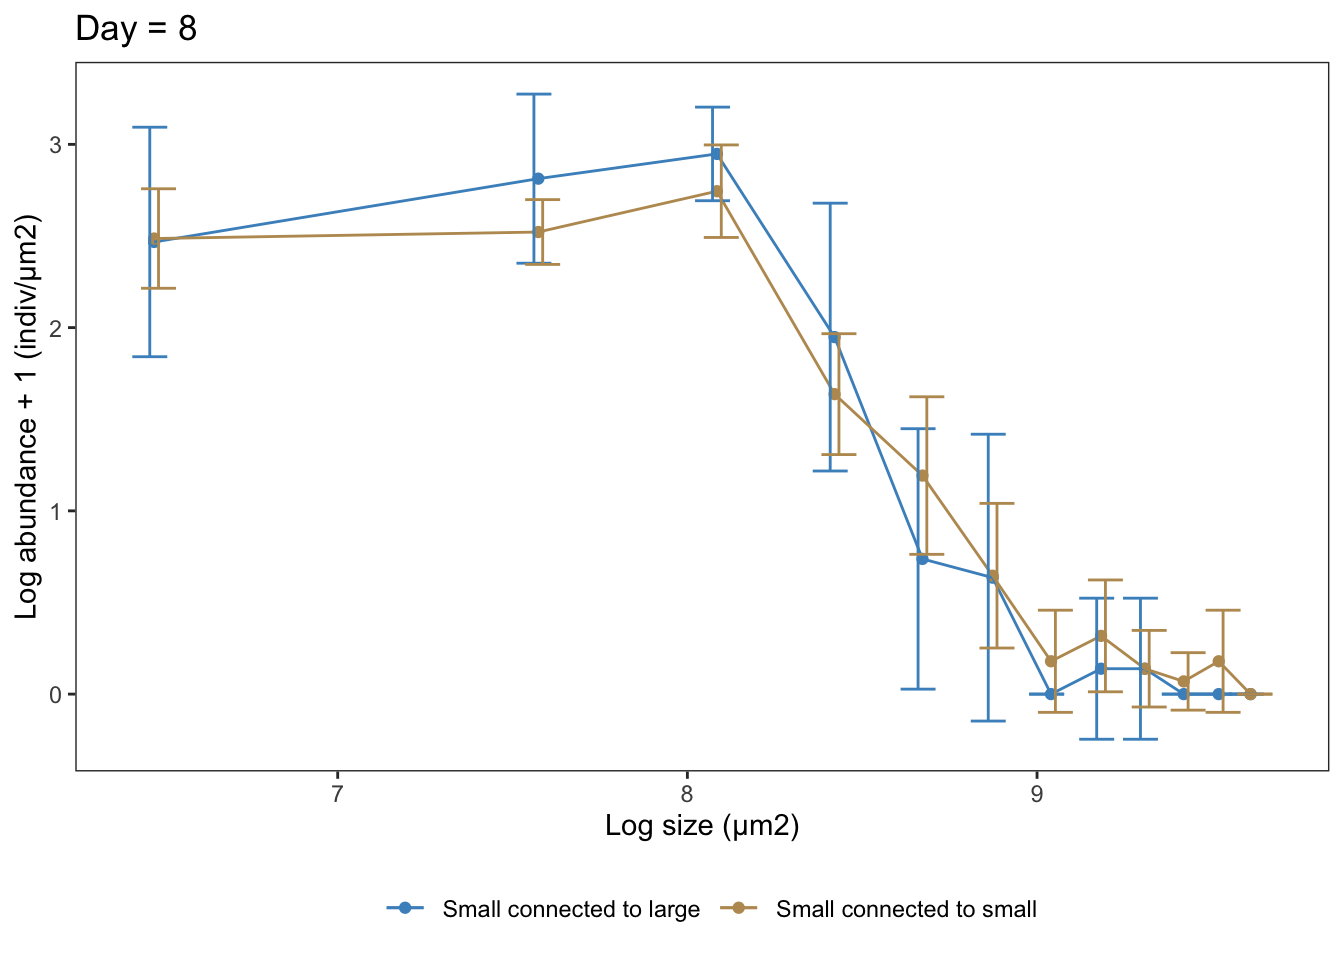 Day = 8
Log abundance + 1 (indiv/μm2)
3
2
1
0
7 8 9
Log size (μm2)
Small connected to large Small connected to small